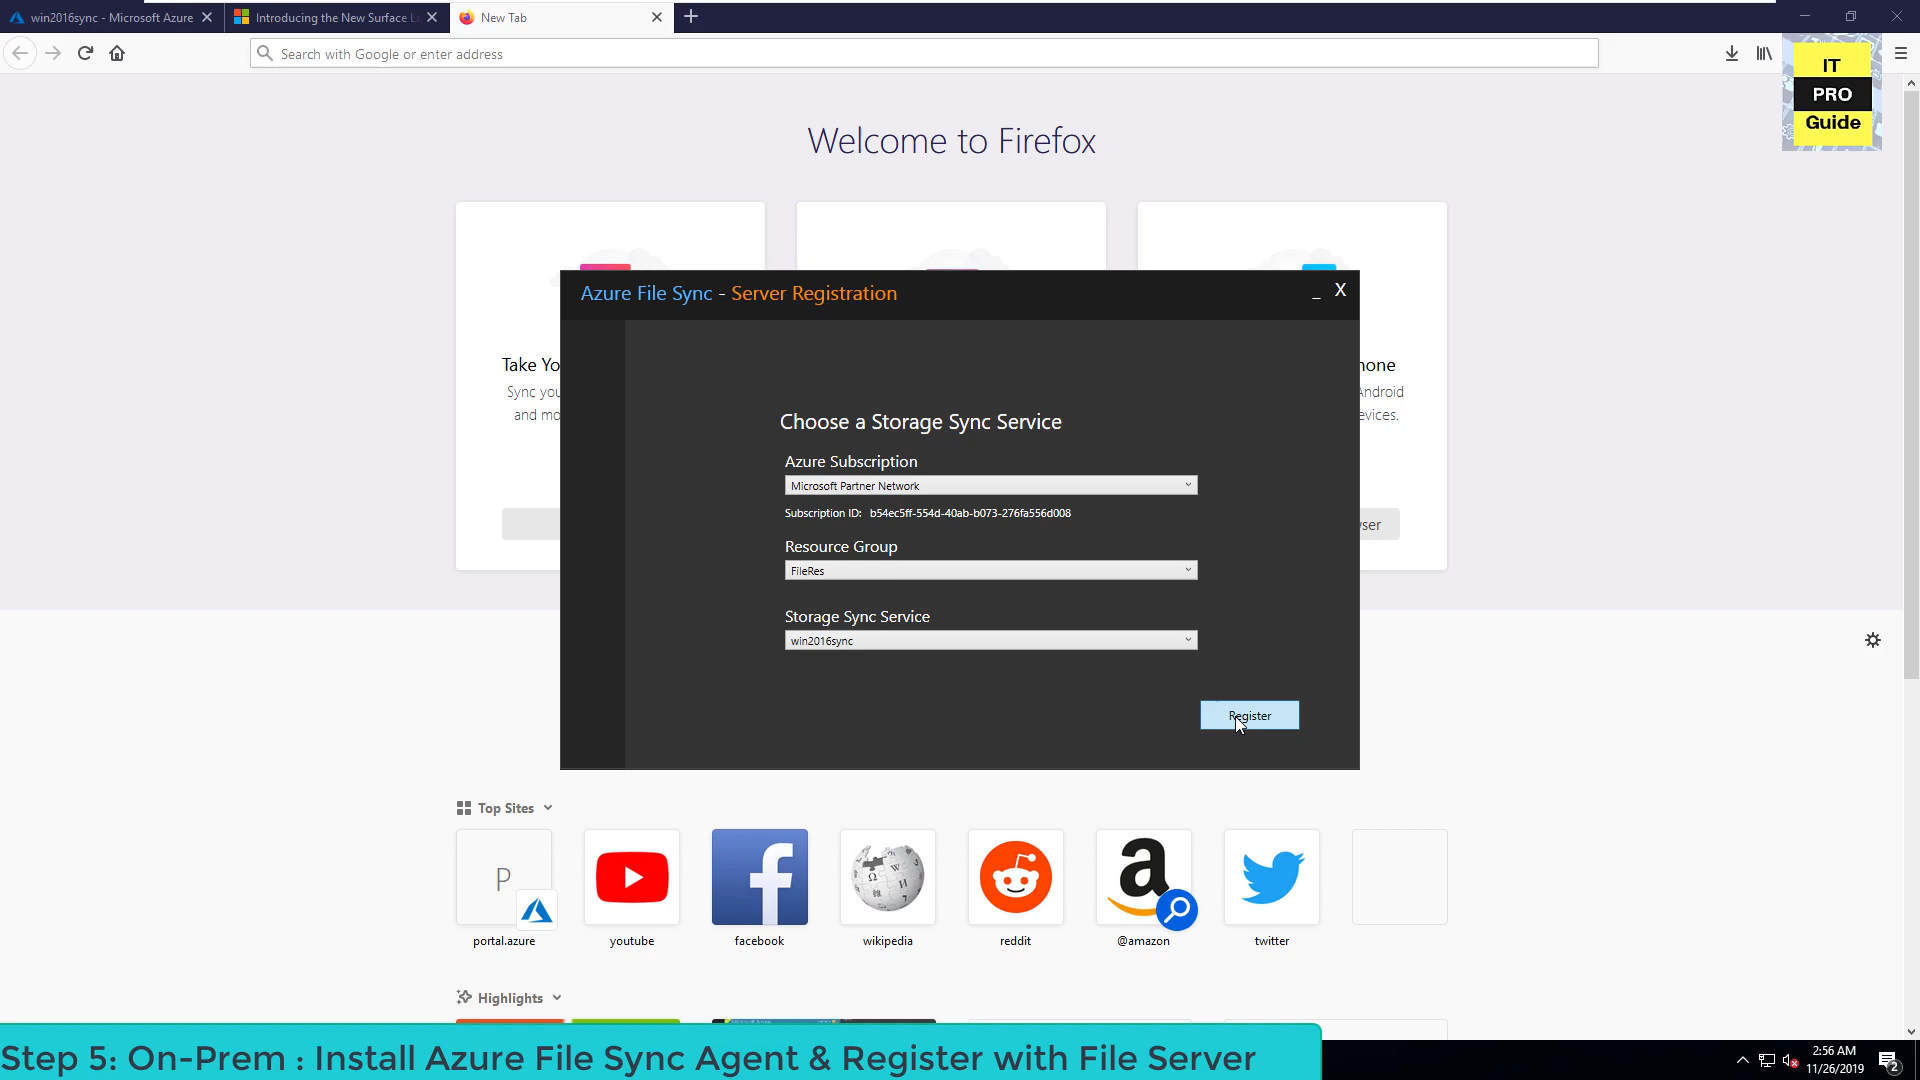 win2016sync - Microsoft Azure
Introducing the New Surface L
New Tab
Search with Google or enter address
IT
PRO
Guide
Welcome to Firefox
Azure File Sync - Server Registration
_ X
Take Yo
hone
Sync you
Android
and mo
evices.
Choose a Storage Sync Service
Azure Subscription
Microsoft Partner Network
Subscription ID: b54ec5ff-554d-40ab-b073-276fa556d008
ser
Resource Group
FileRes
Storage Sync Service
win2016sync
Register
Top Sites
P
portal.azure
youtube
facebook
wikipedia
reddit
@amazon
twitter
Highlights
Step 5: On-Prem : Install Azure File Sync Agent & Register with File Server
2:56 AM
11/26/2019
2